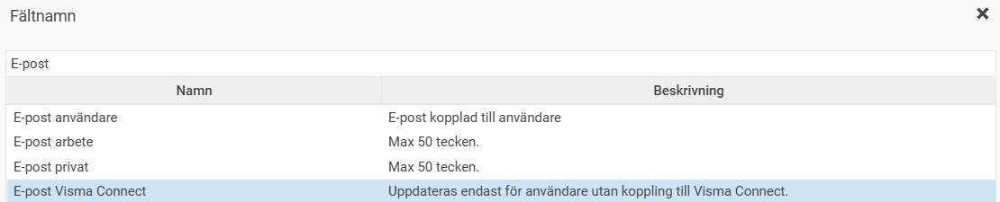 Fältnamn
E-post
Namn Beskrivning
E-post användare E-post kopplad till användare
E-post arbete Max 50 tecken.
E-post privat Max 50 tecken.
E-post Visma Connect Uppdateras endast för användare utan koppling till Visma Connect.